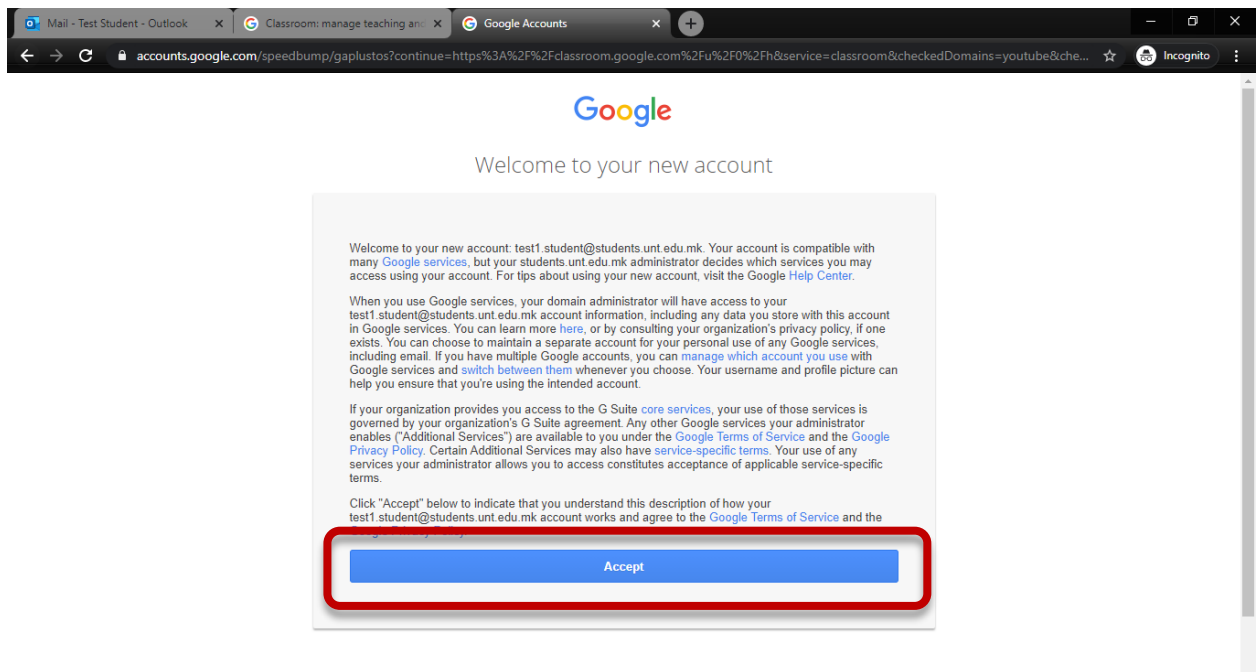 Mail - Test Student - Outlook
Classroom: manage teaching and
Google Accounts
accounts.google.com/speedbump/gaplustos?continue=https%3A%2F%2Fclassroom.google.com%2Fu%2F0%2Fh&service=classroom&checkedDomains=youtube&che...
Incognito
Google
Welcome to your new account
Welcome to your new account: test1.student@students.unt.edu.mk. Your account is compatible with
many Google services, but your students.unt.edu.mk administrator decides which services you may
access using your account. For tips about using your new account, visit the Google Help Center.
When you use Google services, your domain administrator will have access to your
test1.student@students.unt.edu.mk account information, including any data you store with this account
in Google services. You can learn more here, or by consulting your organization's privacy policy, if one
exists. You can choose to maintain a separate account for your personal use of any Google services,
including email. If you have multiple Google accounts, you can manage which account you use with
Google services and switch between them whenever you choose. Your username and profile picture can
help you ensure that you're using the intended account.
If your organization provides you access to the G Suite core services, your use of those services is
governed by your organization's G Suite agreement. Any other Google services your administrator
enables ("Additional Services") are available to you under the Google Terms of Service and the Google
Privacy Policy. Certain Additional Services may also have service-specific terms. Your use of any
services your administrator allows you to access constitutes acceptance of applicable service-specific
terms.
Click "Accept" below to indicate that you understand this description of how your
test1.student@students.unt.edu.mk account works and agree to the Google Terms of Service and the
Accept